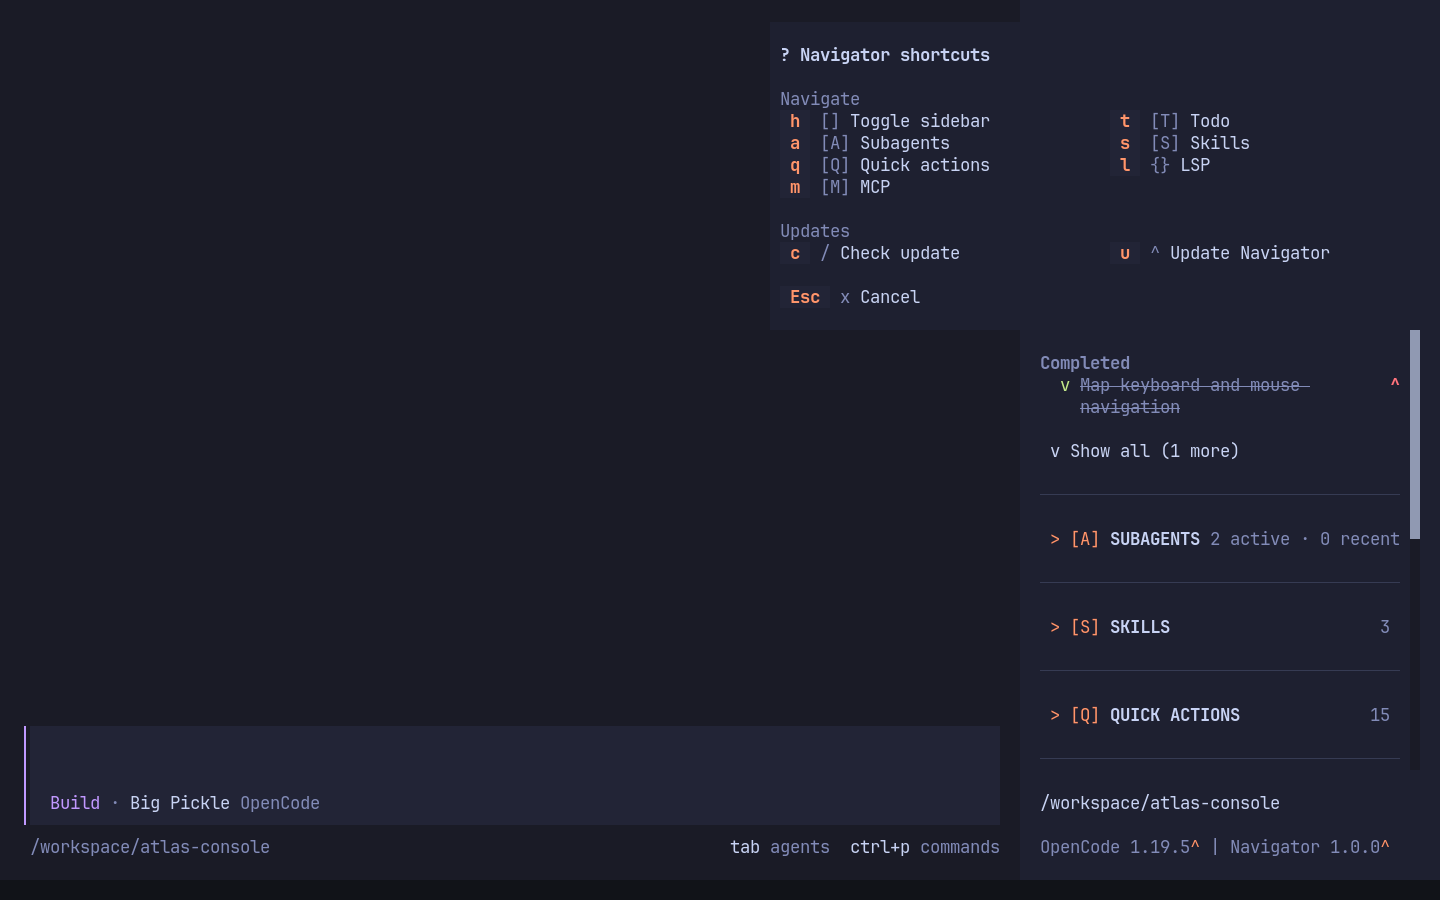 ? Navigator shortcuts
Navigate
h [] Toggle sidebar t [T] Todo
a [A] Subagents s [S] Skills
q [Q] Quick actions l {} LSP
m [M] MCP
Updates
c / Check update u ^ Update Navigator
Esc x Cancel
Completed
v Map keyboard and mouse ^
navigation
v Show all (1 more)
> [A] SUBAGENTS 2 active · 0 recent
> [S] SKILLS 3
> [Q] QUICK ACTIONS 15
Build · Big Pickle OpenCode
/workspace/atlas-console
tab agents ctrl+p commands
/workspace/atlas-console
OpenCode 1.19.5^ | Navigator 1.0.0^